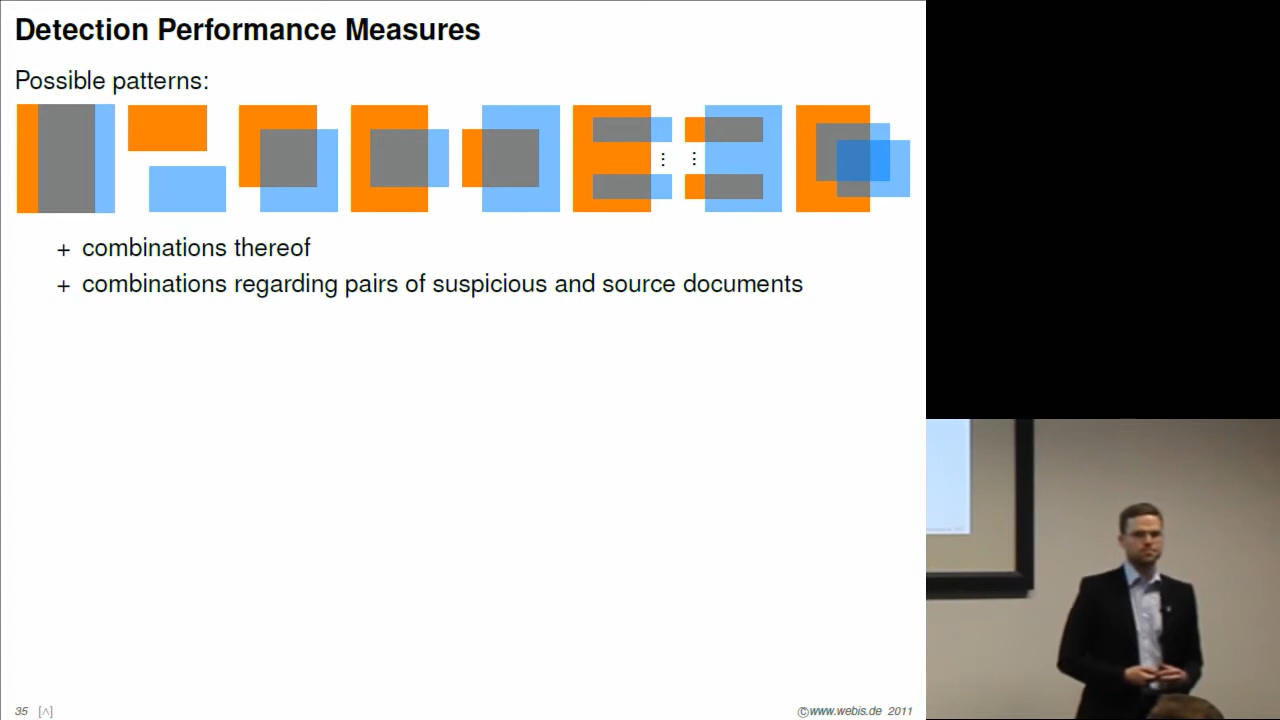 Detection Performance Measures
Possible patterns:
⋮ ⋮
+ combinations thereof
+ combinations regarding pairs of suspicious and source documents
35 [∧]
©www.webis.de 2011